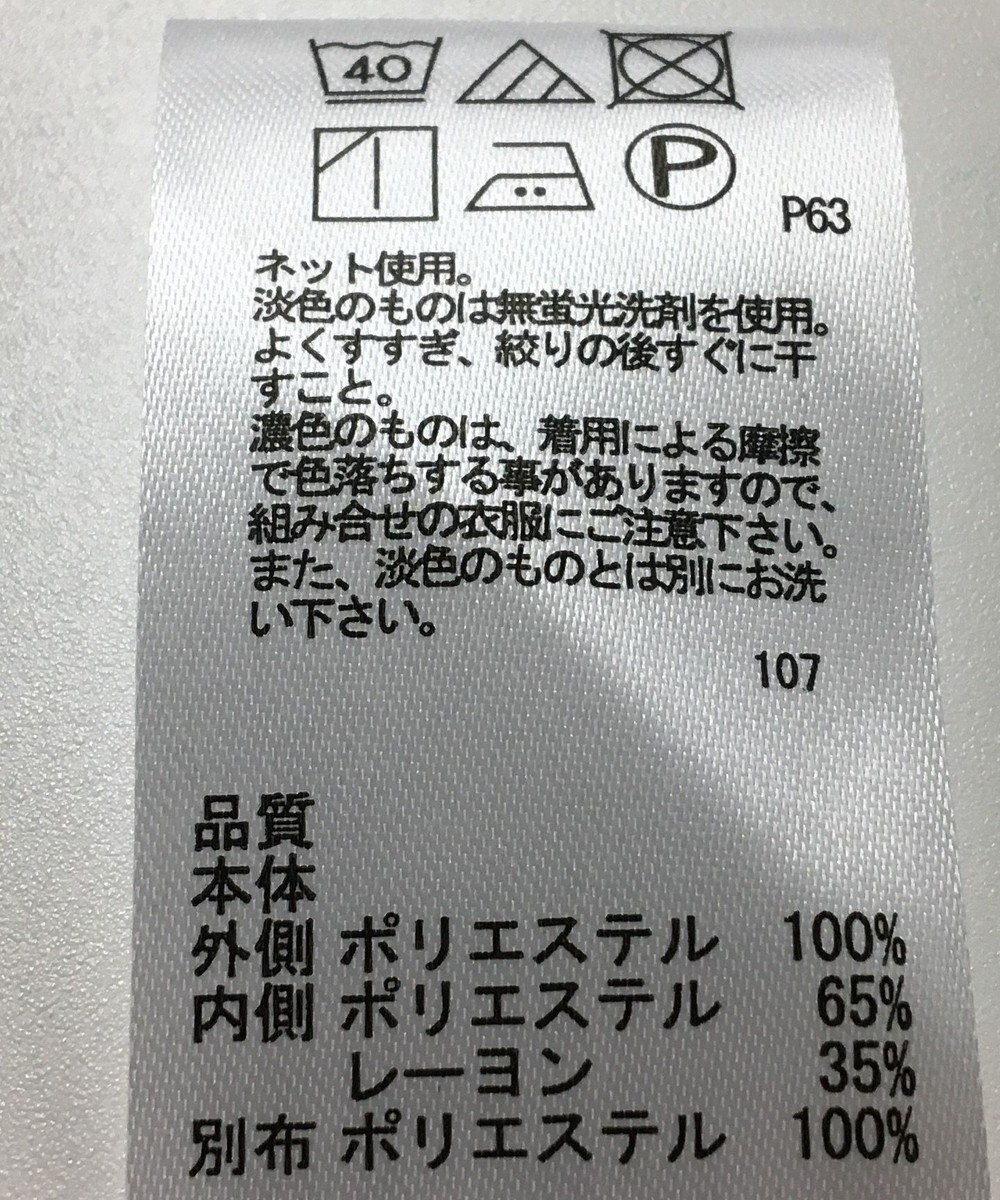 40
P
P63
ネット使用。
淡色のものは無蛍光洗剤を使用。
よくすすぎ、絞りの後すぐに干
すこと。
濃色のものは、着用による摩擦
で色落ちする事がありますので、
組み合せの衣服にご注意下さい。
また、淡色のものとは別にお洗
い下さい。
107
品質
本体
外側 ポリエステル 100%
内側 ポリエステル 65%
レーヨン 35%
別布 ポリエステル 100%